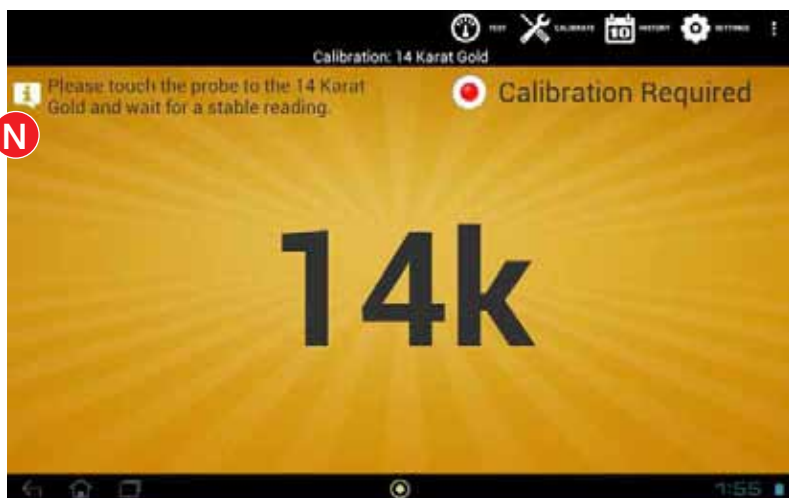 TEST CALIBRATE 10 HISTORY SETTINGS
Calibration: 14 Karat Gold
i Please touch the probe to the 14 Karat
Gold and wait for a stable reading.
Calibration Required
N
14k
1:55